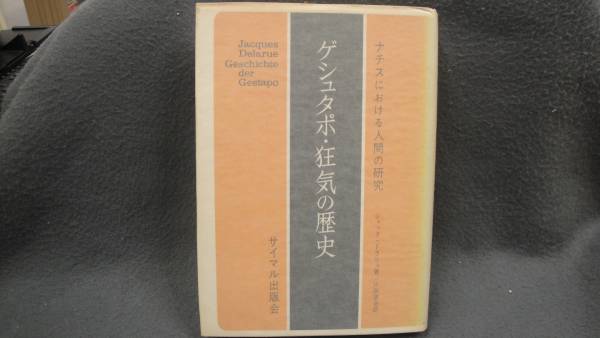 Jacques
Delarue
Geschichte
der
Gestapo
ナチスにおける人間の研究
ゲシュタポ・狂気の歴史
サイマル出版会